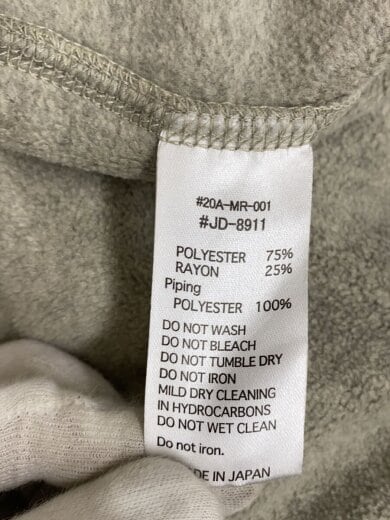 #20A-MR-001
#JD-8911
POLYESTER 75%
RAYON 25%
Piping
POLYESTER 100%
DO NOT WASH
DO NOT BLEACH
DO NOT TUMBLE DRY
DO NOT IRON
MILD DRY CLEANING
IN HYDROCARBONS
DO NOT WET CLEAN
Do not iron.
MADE IN JAPAN